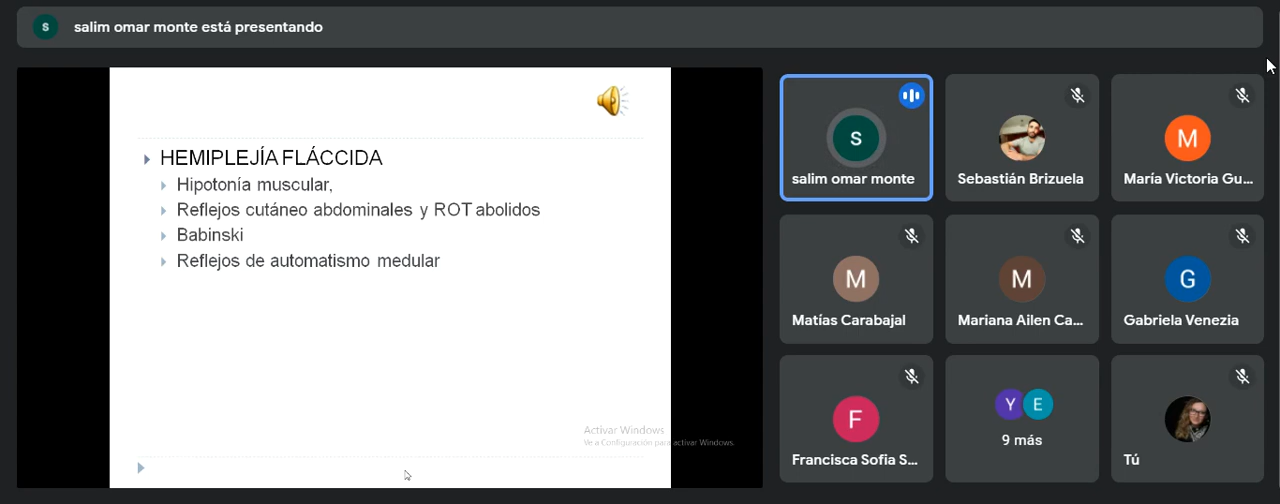 S salim omar monte está presentando
HEMIPLEJÍA FLÁCCIDA
Hipotonía muscular,
Reflejos cutáneo abdominales y ROT abolidos
Babinski
Reflejos de automatismo medular
Activar Windows
Ve a Configuración para activar Windows.
S
salim omar monte
Sebastián Brizuela
M
María Victoria Gu...
M
Matías Carabajal
M
Mariana Ailen Ca...
G
Gabriela Venezia
F
Francisca Sofia S...
Y E
9 más
Tú